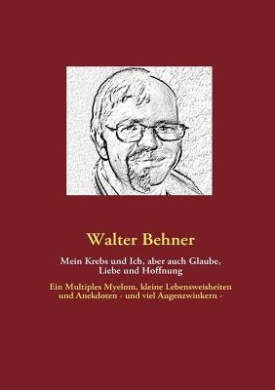 Walter Behner
Mein Krebs und Ich, aber auch Glaube,
Liebe und Hoffnung
Ein Multiples Myelom, kleine Lebensweisheiten
und Anekdoten - und viel Augenzwinkern -